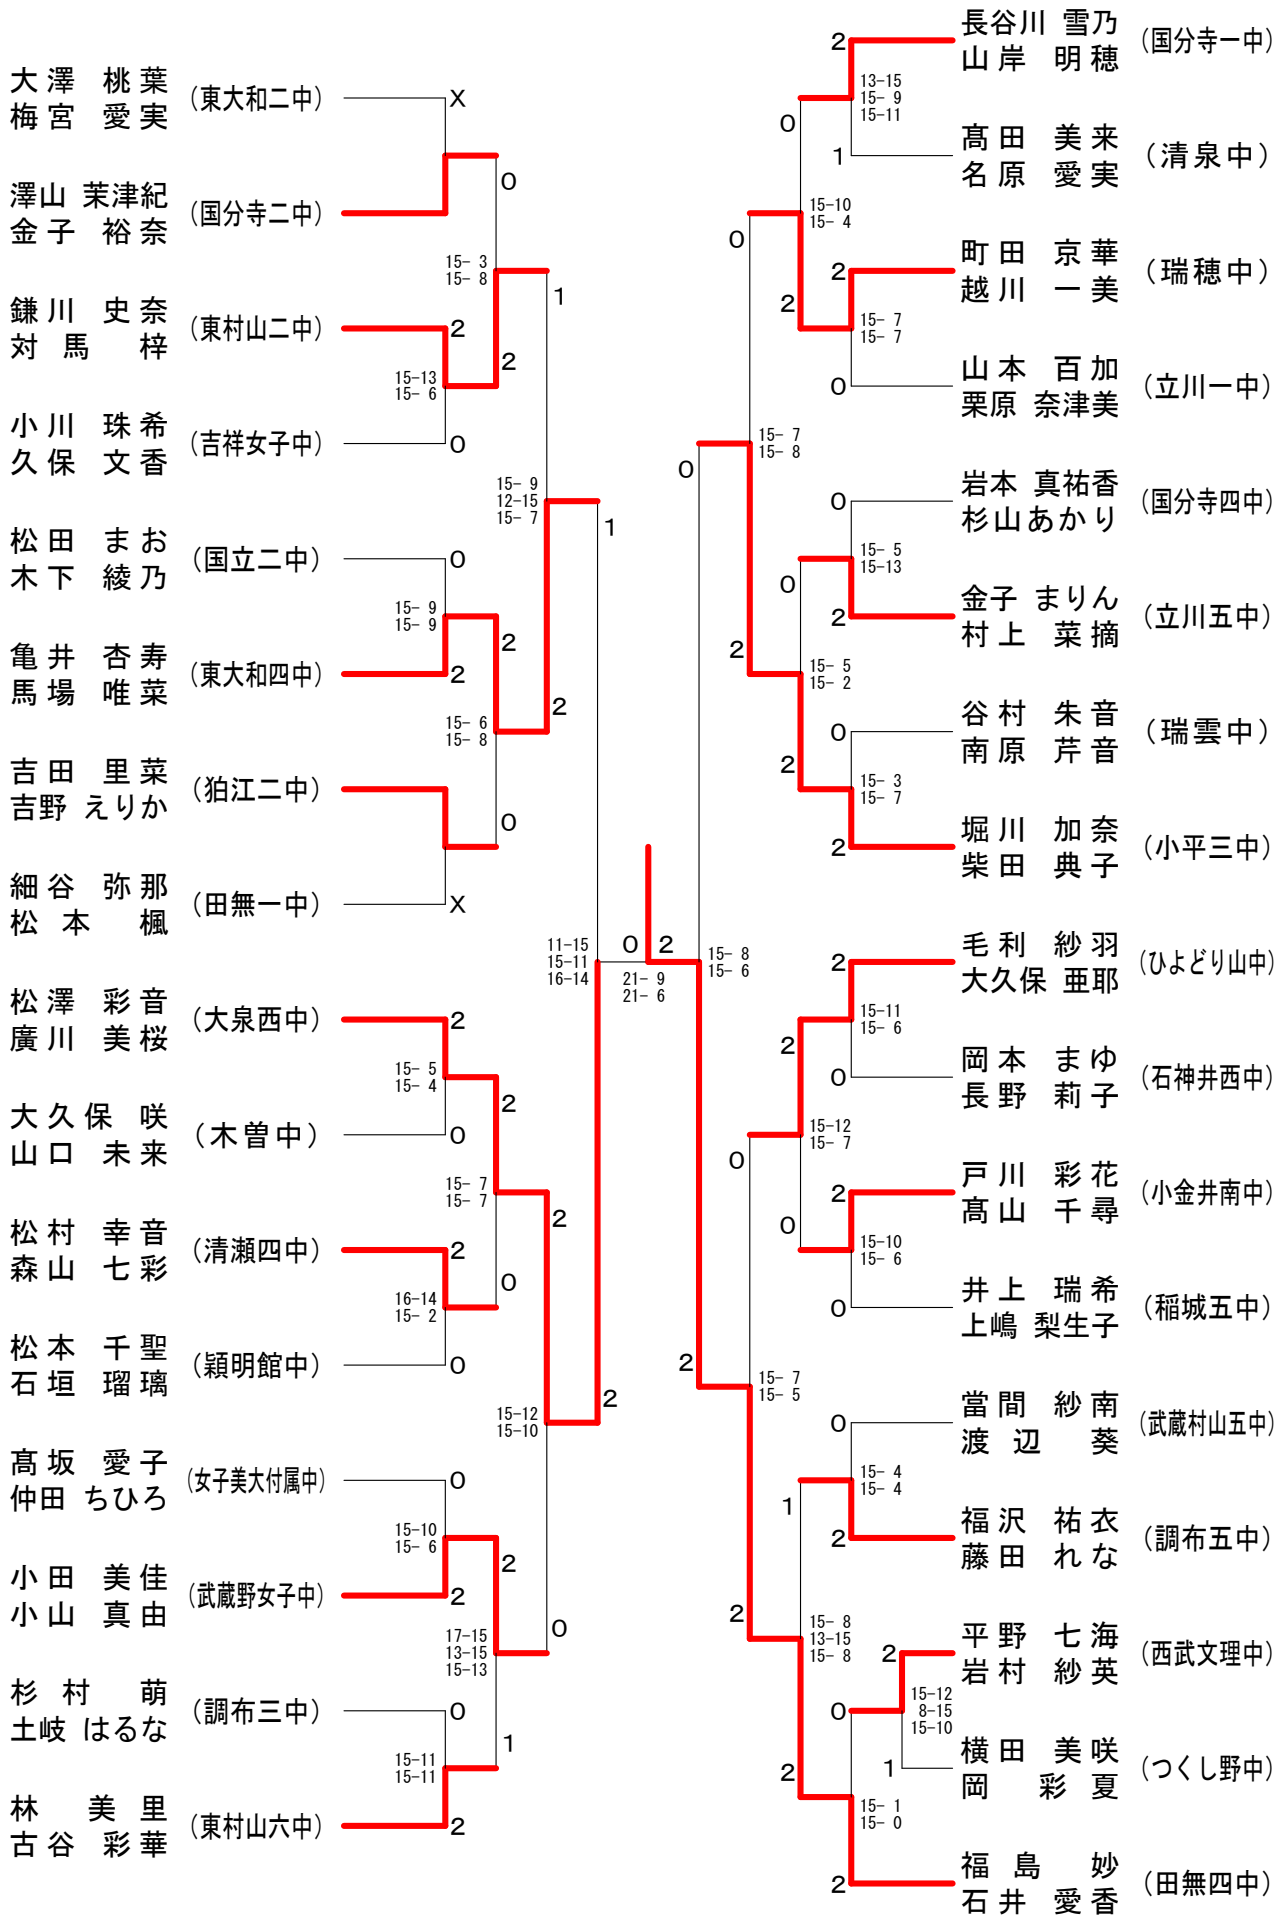 大澤 桃葉
梅宮 愛実
(東大和二中)
X
澤山 茉津紀
金子 裕奈
(国分寺二中)
0
15- 3
15- 8
1
鎌川 史奈
対馬 梓
(東村山二中)
2
2
15-13
15- 6
小川 珠希
久保 文香
(吉祥女子中)
0
15- 9
12-15
15- 7
1
松田 まお
木下 綾乃
(国立二中)
0
15- 9
15- 9
2
亀井 杏寿
馬場 唯菜
(東大和四中)
2
2
15- 6
15- 8
吉田 里菜
吉野 えりか
(狛江二中)
0
細谷 弥那
松本 楓
(田無一中)
X
11-15
15-11
16-14
松澤 彩音
廣川 美桜
(大泉西中)
2
15- 5
15- 4
2
大久保 咲
山口 未来
(木曽中)
0
15- 7
15- 7
2
松村 幸音
森山 七彩
(清瀬四中)
2
0
16-14
15- 2
松本 千聖
石垣 瑠璃
(穎明館中)
0
15-12
15-10
2
髙坂 愛子
仲田 ちひろ
(女子美大付属中)
0
15-10
15- 6
2
小田 美佳
小山 真由
(武蔵野女子中)
2
0
17-15
13-15
15-13
杉村 萌
土岐 はるな
(調布三中)
0
1
15-11
15-11
林 美里
古谷 彩華
(東村山六中)
2
0
2
21- 9
21- 6
2
長谷川 雪乃
山岸 明穂
(国分寺一中)
13-15
15- 9
15-11
0
1
髙田 美来
名原 愛実
(清泉中)
15-10
15- 4
0
2
町田 京華
越川 一美
(瑞穂中)
2
15- 7
15- 7
0
山本 百加
栗原 奈津美
(立川一中)
15- 7
15- 8
0
0
岩本 真祐香
杉山あかり
(国分寺四中)
15- 5
15-13
0
2
金子 まりん
村上 菜摘
(立川五中)
2
15- 5
15- 2
0
谷村 朱音
南原 芹音
(瑞雲中)
2
15- 3
15- 7
2
堀川 加奈
柴田 典子
(小平三中)
15- 8
15- 6
2
毛利 紗羽
大久保 亜耶
(ひよどり山中)
15-11
15- 6
2
0
岡本 まゆ
長野 莉子
(石神井西中)
15-12
15- 7
0
2
戸川 彩花
髙山 千尋
(小金井南中)
0
15-10
15- 6
0
井上 瑞希
上嶋 梨生子
(稲城五中)
2
15- 7
15- 5
0
當間 紗南
渡辺 葵
(武蔵村山五中)
15- 4
15- 4
1
2
福沢 祐衣
藤田 れな
(調布五中)
2
15- 8
13-15
15- 8
2
平野 七海
岩村 紗英
(西武文理中)
0
15-12
8-15
15-10
1
横田 美咲
岡 彩夏
(つくし野中)
2
15- 1
15- 0
2
福島 妙
石井 愛香
(田無四中)